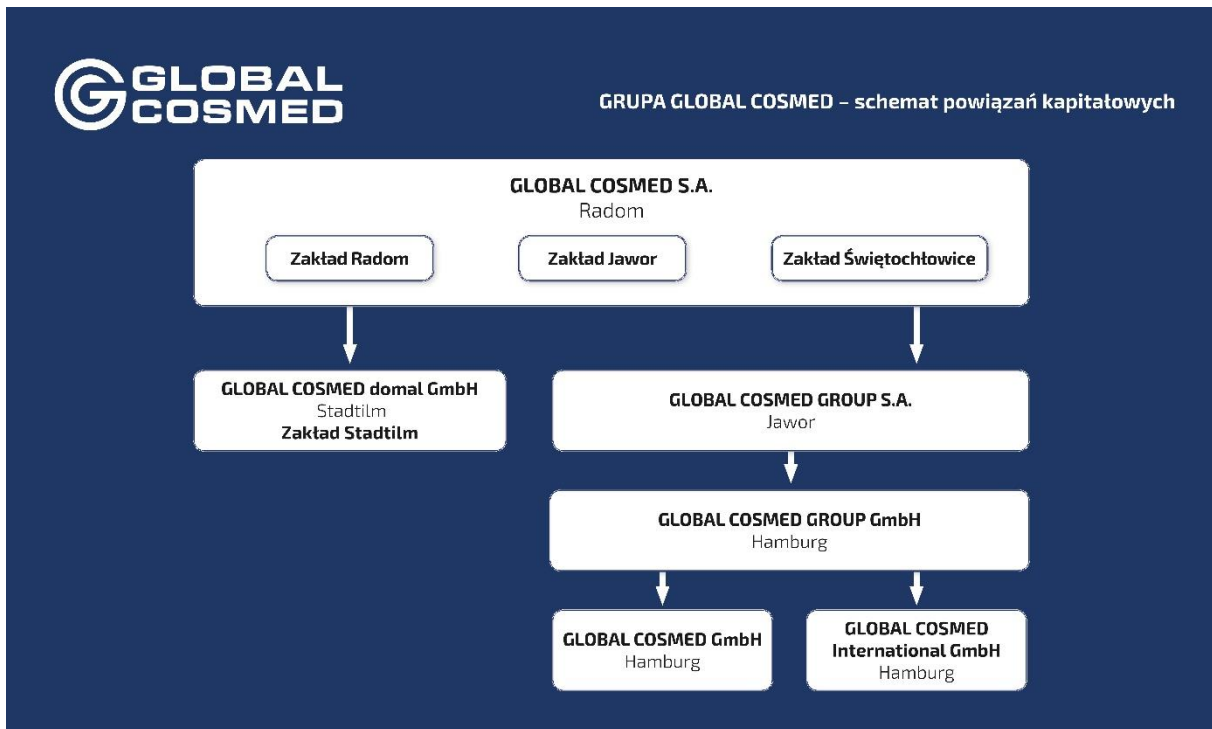 GLOBAL
COSMED
GRUPA GLOBAL COSMED – schemat powiązań kapitałowych
GLOBAL COSMED S.A.
Radom
Zakład Radom
Zakład Jawor
Zakład Świętochłowice
GLOBAL COSMED domal GmbH
Stadtilm
Zakład Stadtilm
GLOBAL COSMED GROUP S.A.
Jawor
GLOBAL COSMED GROUP GmbH
Hamburg
GLOBAL COSMED GmbH
Hamburg
GLOBAL COSMED
International GmbH
Hamburg